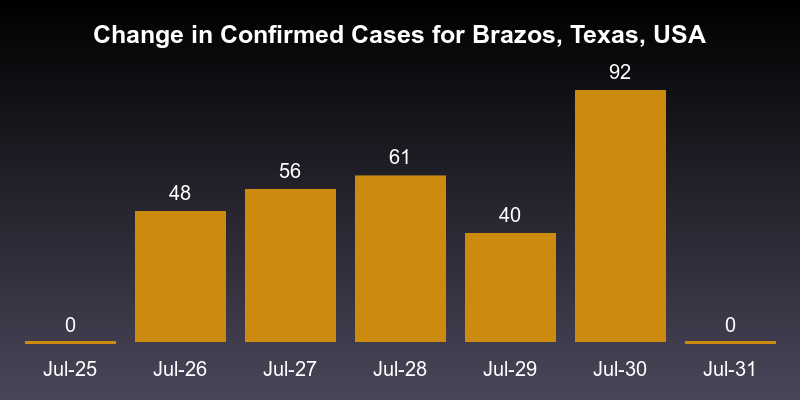 Change in Confirmed Cases for Brazos, Texas, USA
0
48
56
61
40
92
0
Jul-25
Jul-26
Jul-27
Jul-28
Jul-29
Jul-30
Jul-31